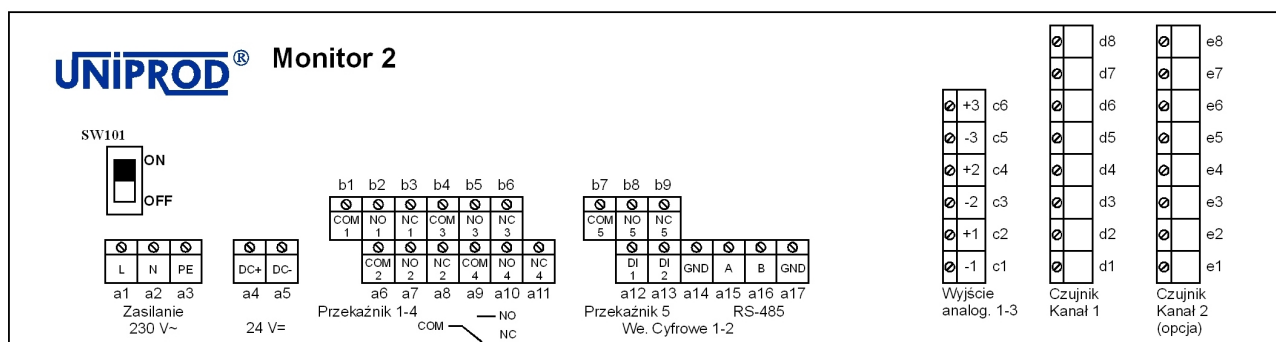 UNIPROD® Monitor 2
SW101
ON
OFF
L N PE
a1 a2 a3
Zasilanie
230 V~
DC+ DC-
a4 a5
24 V=
b1 b2 b3 b4 b5 b6
COM 1 NO 1 NC 1 COM 3 NO 3 NC 3
COM 2 NO 2 NC 2 COM 4 NO 4 NC 4
a6 a7 a8 a9 a10 a11
Przekaźnik 1-4
COM
NO
NC
b7 b8 b9
COM 5 NO 5 NC 5
DI 1 DI 2 GND A B GND
a12 a13 a14 a15 a16 a17
Przekaźnik 5 RS-485
We. Cyfrowe 1-2
+3 c6
-3 c5
+2 c4
-2 c3
+1 c2
-1 c1
Wyjście
analog. 1-3
d8
d7
d6
d5
d4
d3
d2
d1
Czujnik
Kanał 1
e8
e7
e6
e5
e4
e3
e2
e1
Czujnik
Kanał 2
(opcja)